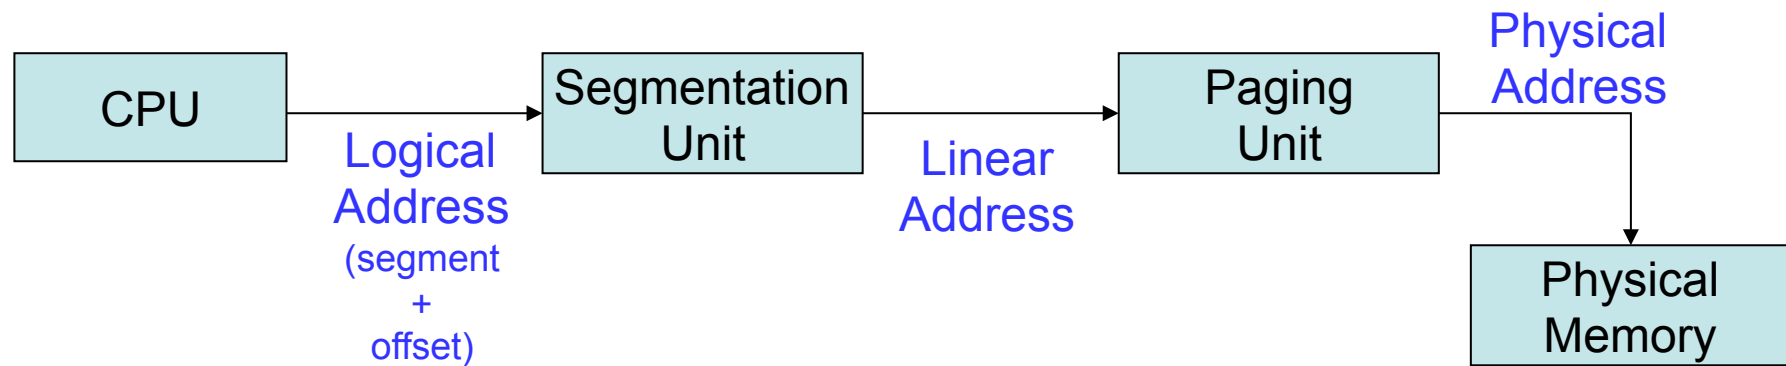 CPU
Logical
Address
(segment
+
offset)
Segmentation
Unit
Linear
Address
Paging
Unit
Physical
Address
Physical
Memory